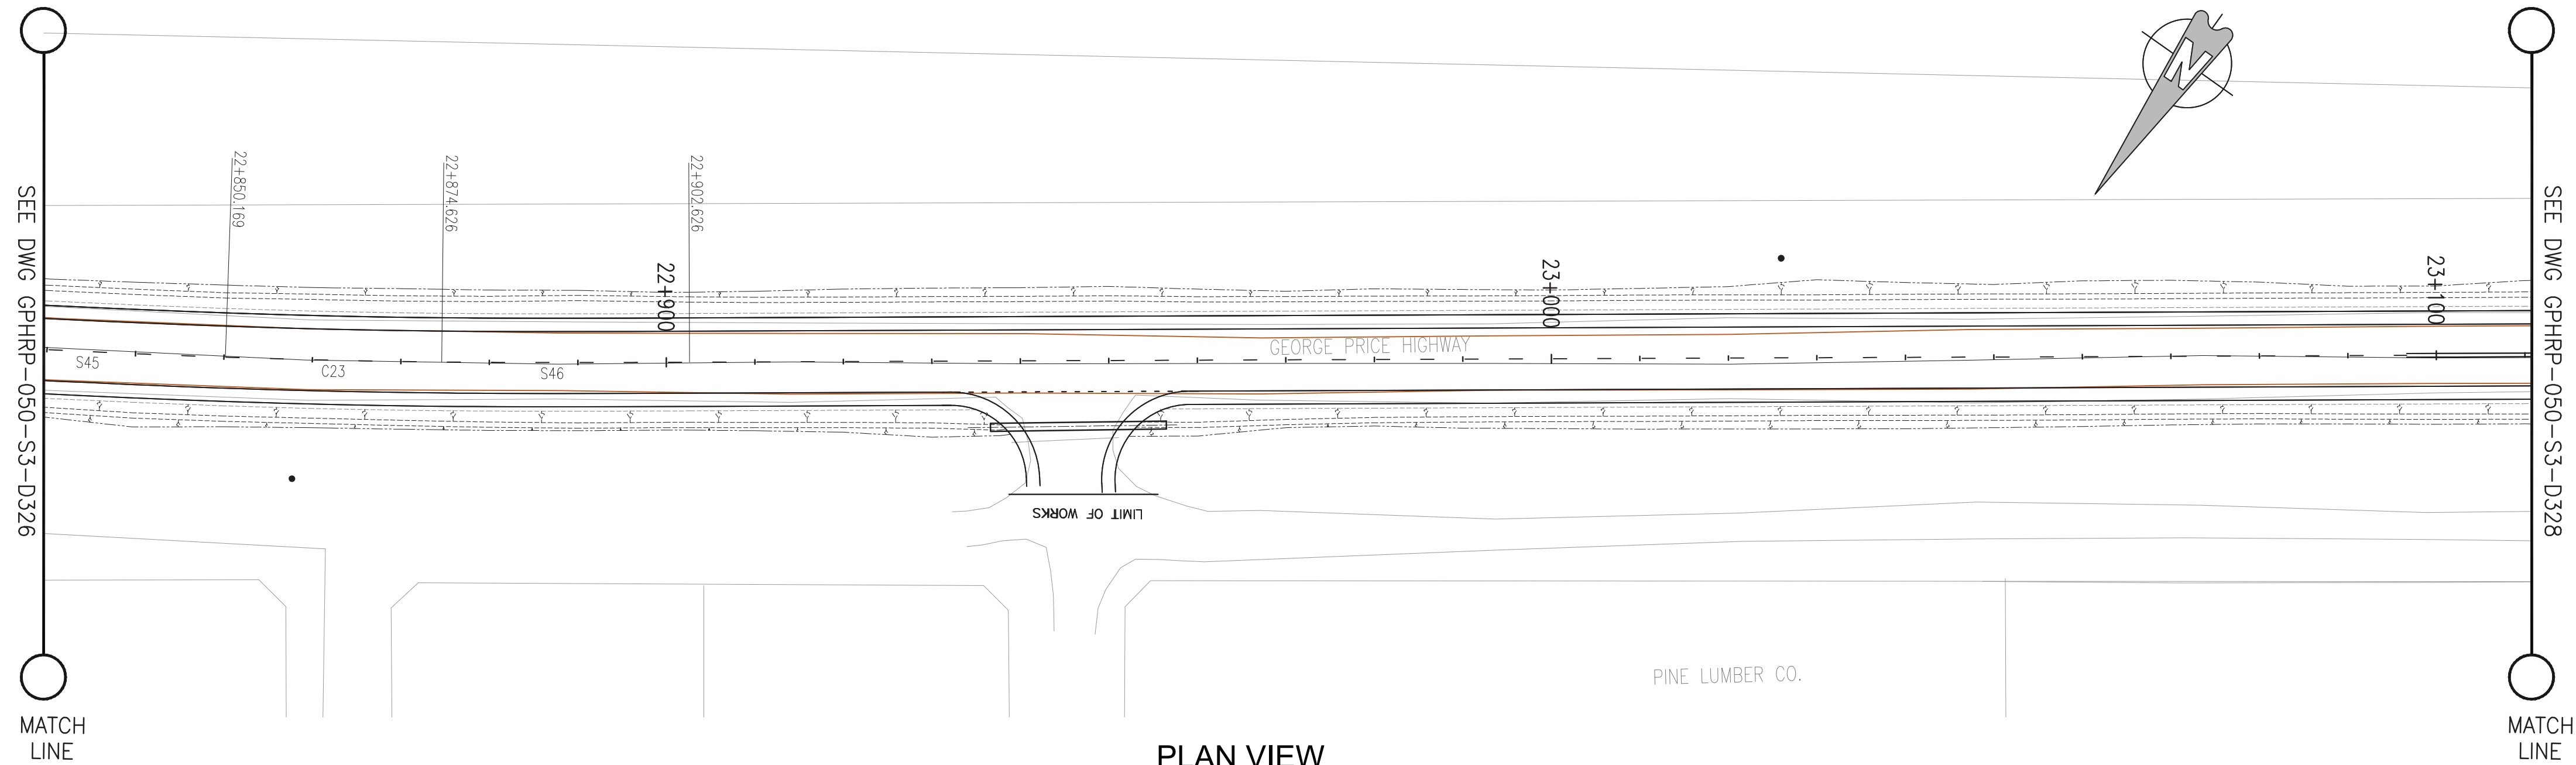 SEE DWG GPHRP-050-S3-D326
MATCH
LINE
22+850.169
22+874.626
22+902.626
22+900
23+000
23+100
N
S45
C23
S46
GEORGE PRICE HIGHWAY
LIMIT OF WORKS
PINE LUMBER CO.
SEE DWG GPHRP-050-S3-D328
MATCH
LINE
PLAN VIEW